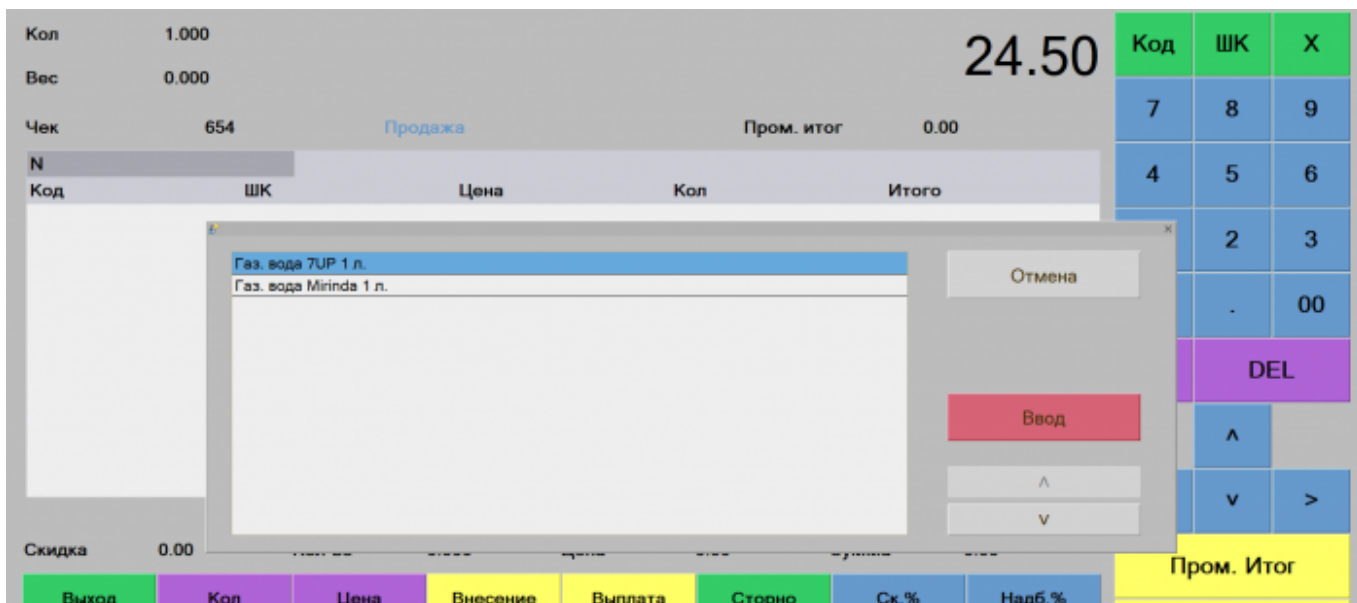 Кол 1.000
24.50
Вес 0.000
Чек 654 Продажа Пром. итог 0.00
N
Код ШК Цена Кол Итого
Газ. вода 7UP 1 л.
Газ. вода Mirinda 1 л.
Отмена
Ввод
^
v
Скидка 0.00
Выход Кол Цена Внесение Выплата Сторно Ск.% Надб.%
Код ШК X
7 8 9
4 5 6
2 3
. 00
DEL
^
v >
Пром. Итог